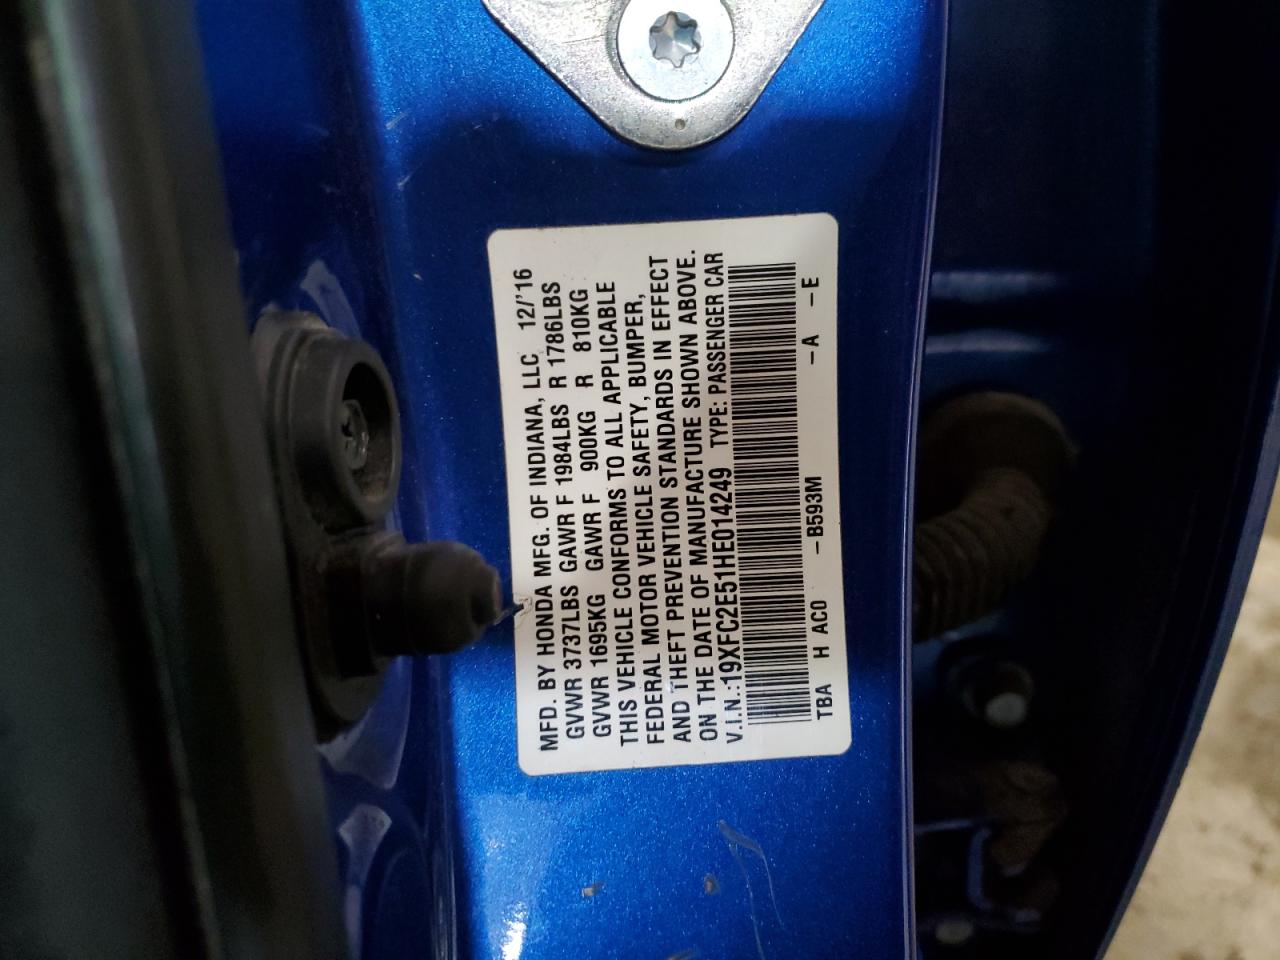 MFD. BY HONDA MFG. OF INDIANA, LLC 12/'16
GVWR 3737LBS GAWR F 1984LBS R 1786LBS
GVWR 1695KG GAWR F 900KG R 810KG
THIS VEHICLE CONFORMS TO ALL APPLICABLE
FEDERAL MOTOR VEHICLE SAFETY, BUMPER,
AND THEFT PREVENTION STANDARDS IN EFFECT
ON THE DATE OF MANUFACTURE SHOWN ABOVE.
V.I.N.:19XFC2E51HE014249 TYPE: PASSENGER CAR
TBA H AC0 -B593M -A -E